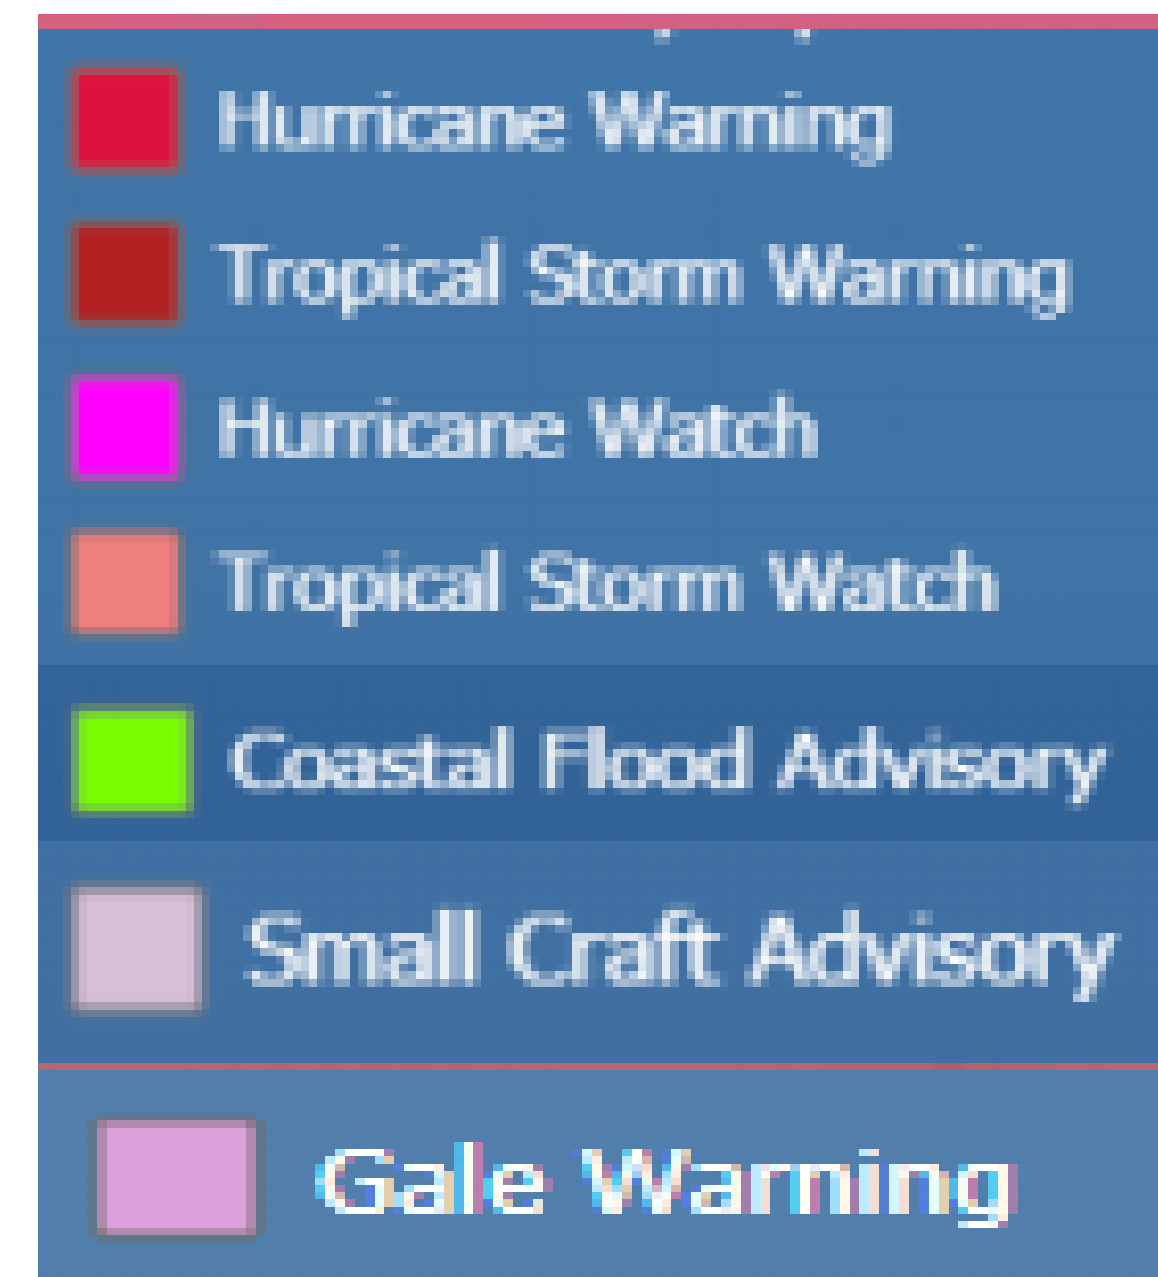 Hurricane Warning
Tropical Storm Warning
Hurricane Watch
Tropical Storm Watch
Coastal Flood Advisory
Small Craft Advisory
Gale Warning